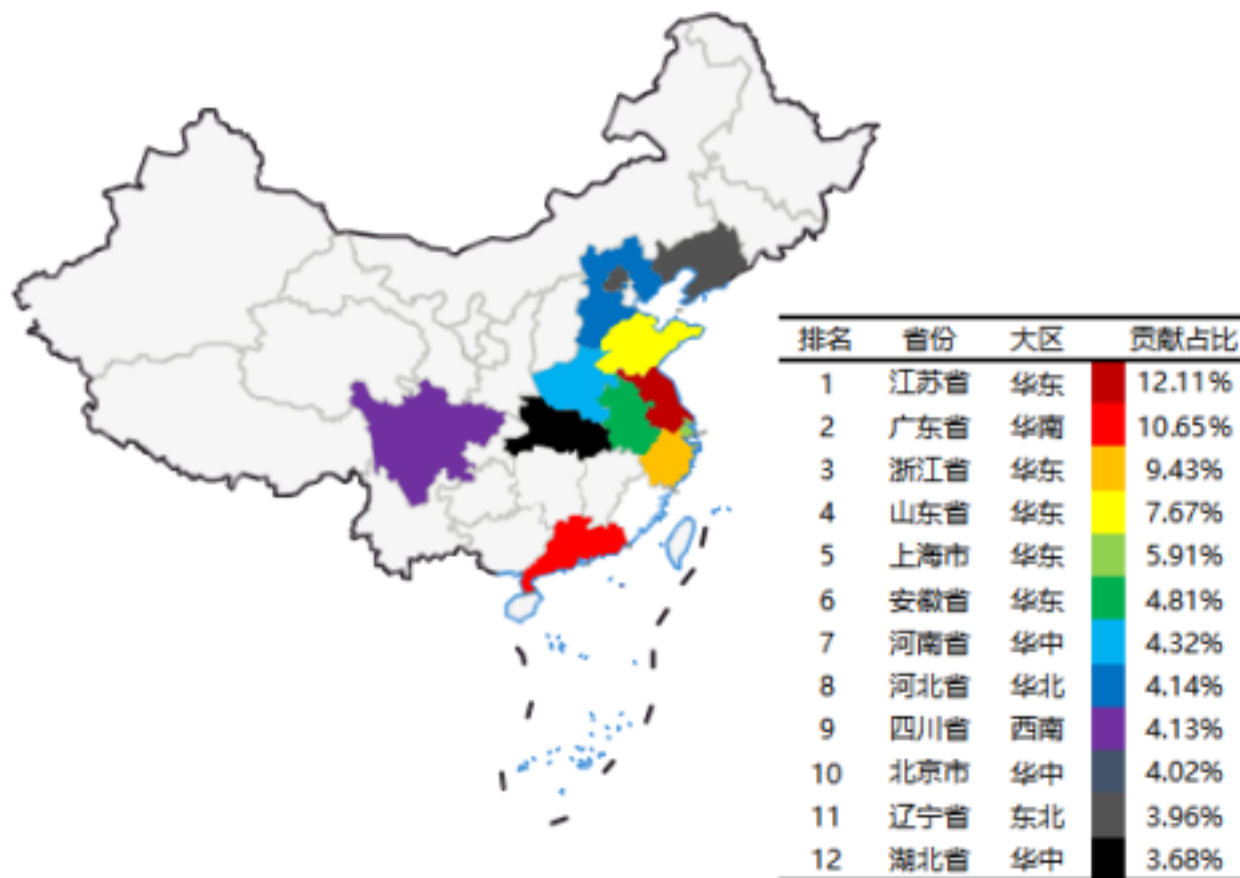 排名 省份 大区 贡献占比
1 江苏省 华东 12.11%
2 广东省 华南 10.65%
3 浙江省 华东 9.43%
4 山东省 华东 7.67%
5 上海市 华东 5.91%
6 安徽省 华东 4.81%
7 河南省 华中 4.32%
8 河北省 华北 4.14%
9 四川省 西南 4.13%
10 北京市 华中 4.02%
11 辽宁省 东北 3.96%
12 湖北省 华中 3.68%